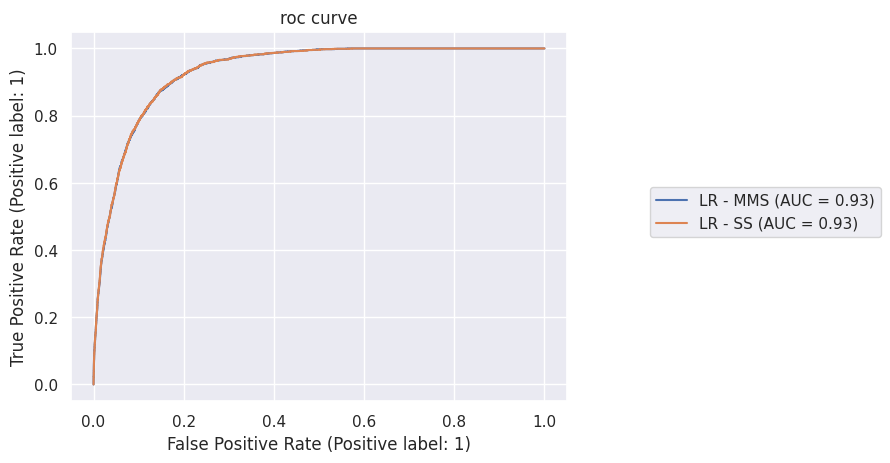 roc curve
True Positive Rate (Positive label: 1)
1.0
0.8
0.6
0.4
0.2
0.0
0.0 0.2 0.4 0.6 0.8 1.0
False Positive Rate (Positive label: 1)
LR - MMS (AUC = 0.93)
LR - SS (AUC = 0.93)